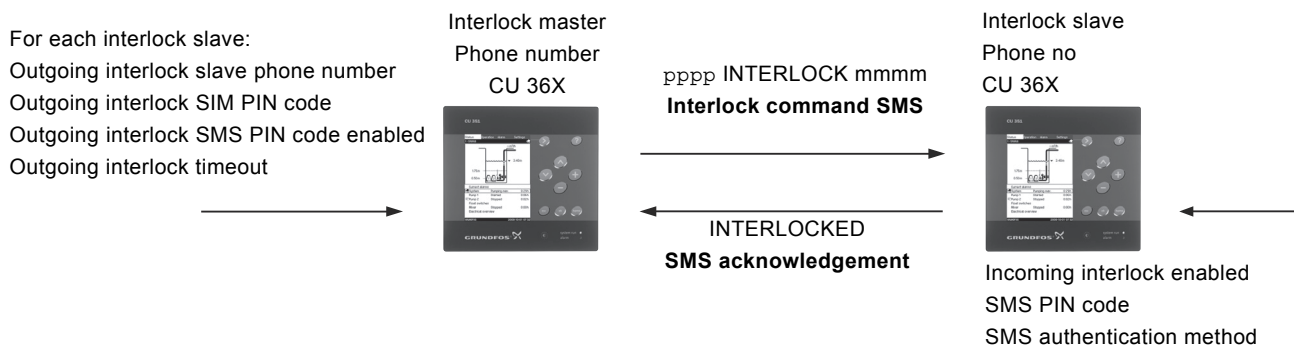 For each interlock slave:
Outgoing interlock slave phone number
Outgoing interlock SIM PIN code
Outgoing interlock SMS PIN code enabled
Outgoing interlock timeout
Interlock master
Phone number
CU 36X
GRUNDFOS
pppp INTERLOCK mmmm
Interlock command SMS
INTERLOCKED
SMS acknowledgement
Interlock slave
Phone no
CU 36X
GRUNDFOS
Incoming interlock enabled
SMS PIN code
SMS authentication method